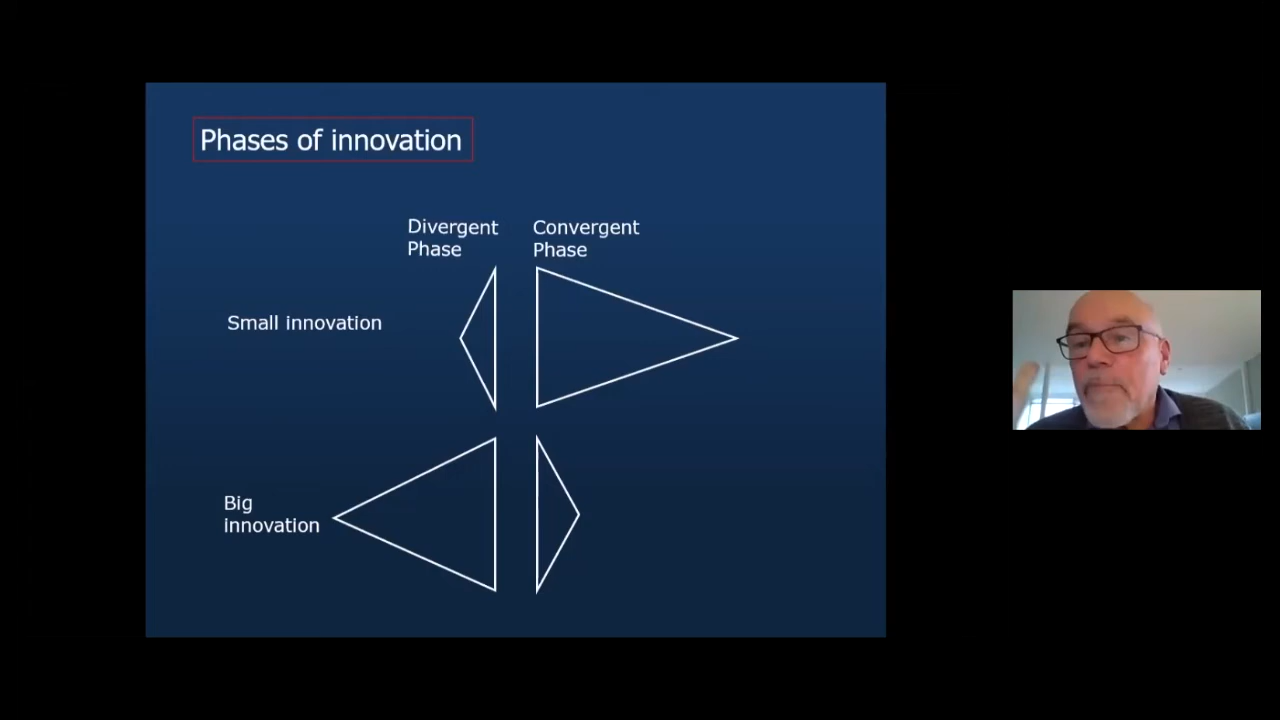 Phases of innovation
Divergent
Phase
Convergent
Phase
Small innovation
Big
innovation